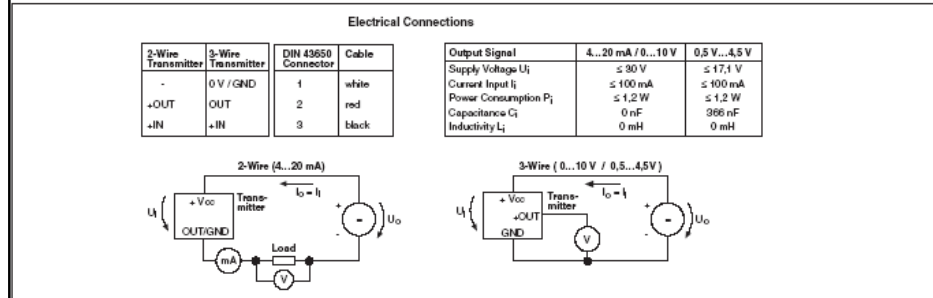 Electrical Connections
2-Wire Transmitter 3-Wire Transmitter DIN 43650 Connector Cable
- 0 V / GND 1 white
+OUT OUT 2 red
+IN +IN 3 black
Output Signal 4...20 mA / 0...10 V 0,5 V...4,5 V
Supply Voltage Ui ≤ 30 V ≤ 17,1 V
Current Input Ii ≤ 100 mA ≤ 100 mA
Power Consumption Pi ≤ 1,2 W ≤ 1,2 W
Capacitance Ci 0 nF 366 nF
Inductivity Li 0 mH 0 mH
2-Wire (4...20 mA)
Io = Ii
+ Vcc
Trans-
mitter
Ui
+
-
Uo
OUT/GND
-
Load
mA
V
3-Wire ( 0...10 V / 0,5...4,5V )
Io = Ii
+ Vcc
Trans-
mitter
Ui
+OUT
+
-
Uo
GND
V
-